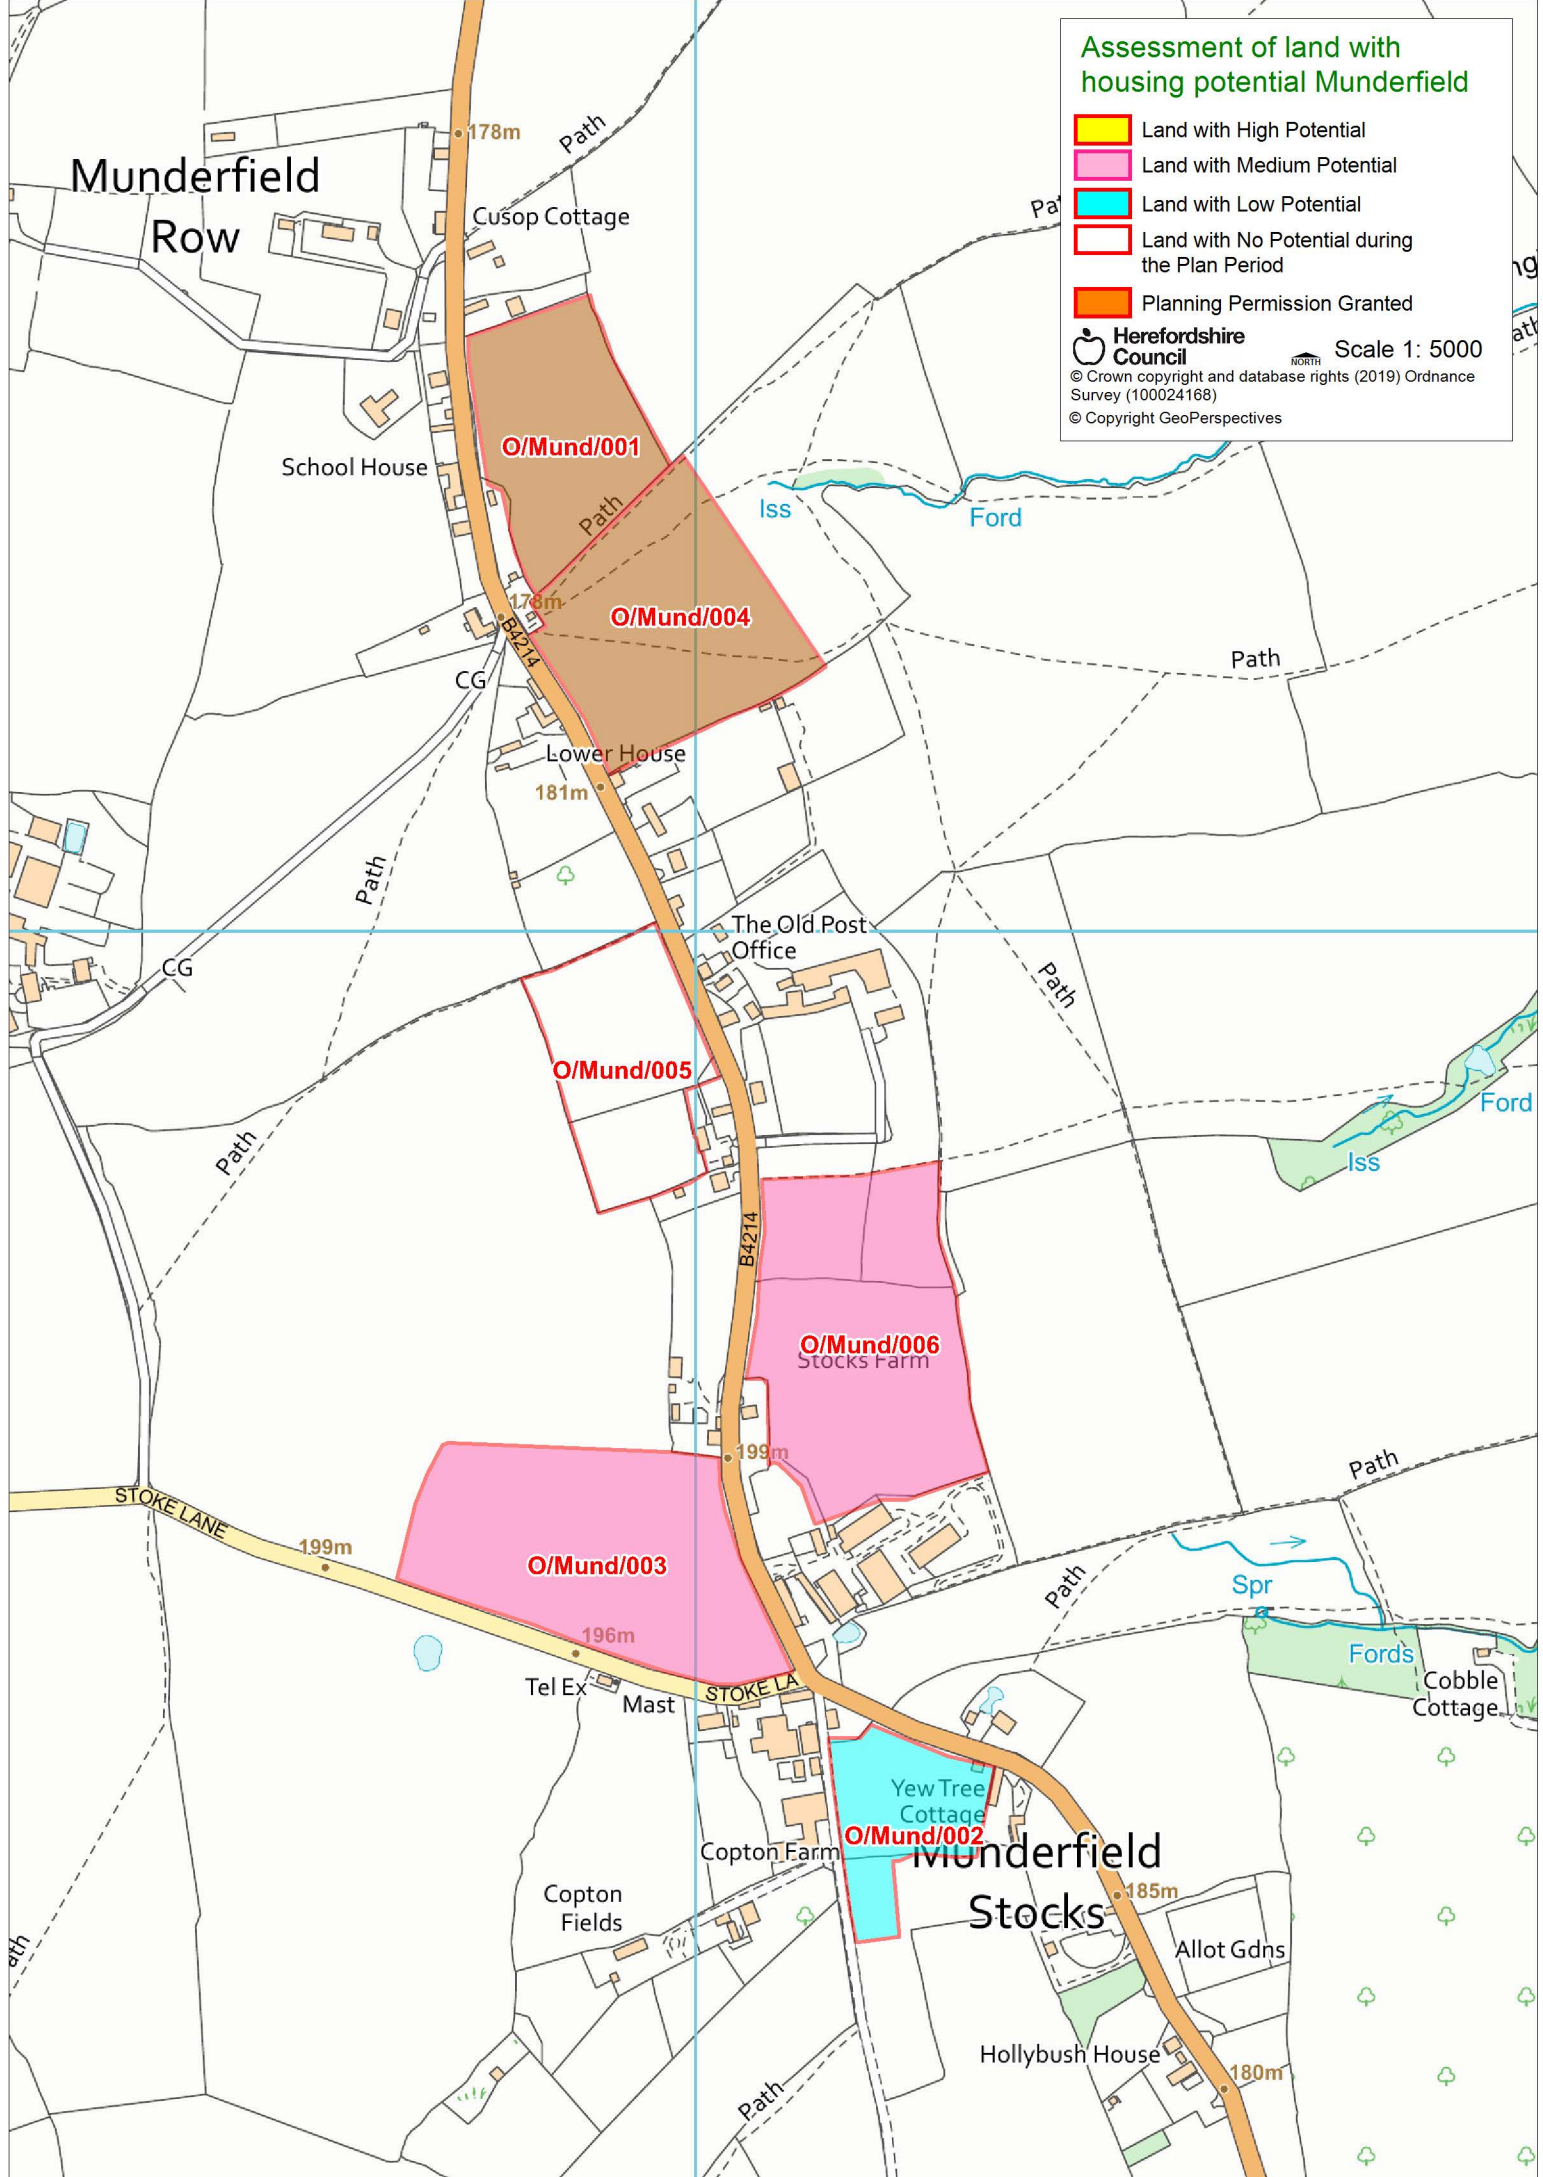 Assessment of land with
housing potential Munderfield
Land with High Potential
Land with Medium Potential
Land with Low Potential
Land with No Potential during
the Plan Period
Planning Permission Granted
Herefordshire
Council
NORTH
Scale 1: 5000
© Crown copyright and database rights (2019) Ordnance
Survey (100024168)
© Copyright GeoPerspectives
178m
Path
Munderfield
Row
Cusop Cottage
O/Mund/001
School House
Path
Iss
Ford
178m
O/Mund/004
B4214
CG
Path
Lower House
181m
Path
The Old Post
Office
CG
Path
O/Mund/005
Ford
Path
Iss
B4214
O/Mund/006
Stocks Farm
199m
Path
STOKE LANE
199m
O/Mund/003
Path
Spr
196m
Fords
Tel Ex
Mast
STOKE LA
Cobble
Cottage
Yew Tree
Cottage
O/Mund/002
Copton Farm
Munderfield
Stocks
185m
Copton
Fields
Allot Gdns
Hollybush House
180m
Path